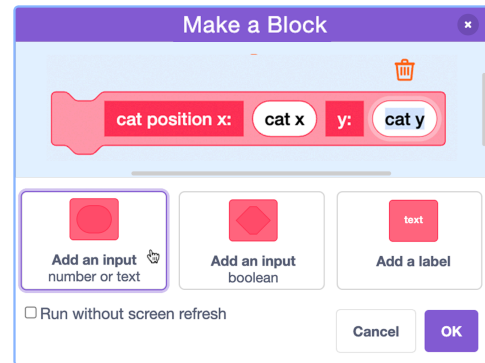 Make a Block
cat position x: cat x y: cat y
text
Add an input
number or text
Add an input
boolean
Add a label
Run without screen refresh
Cancel
OK